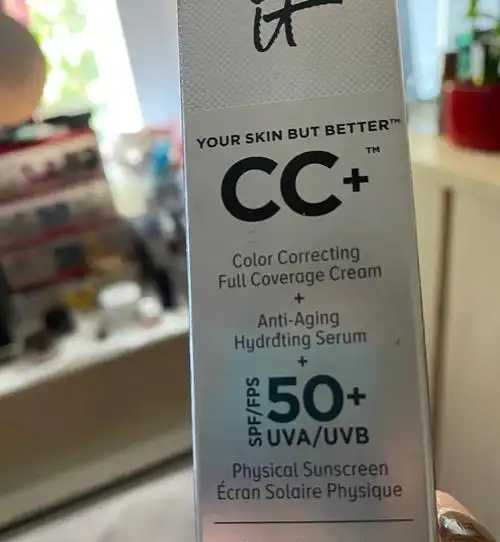 iT
YOUR SKIN BUT BETTER™
CC+™
Color Correcting
Full Coverage Cream
+
Anti-Aging
Hydrdting Serum
+
SPF/FPS
50+
UVA/UVB
Physical Sunscreen
Écran Solaire Physique